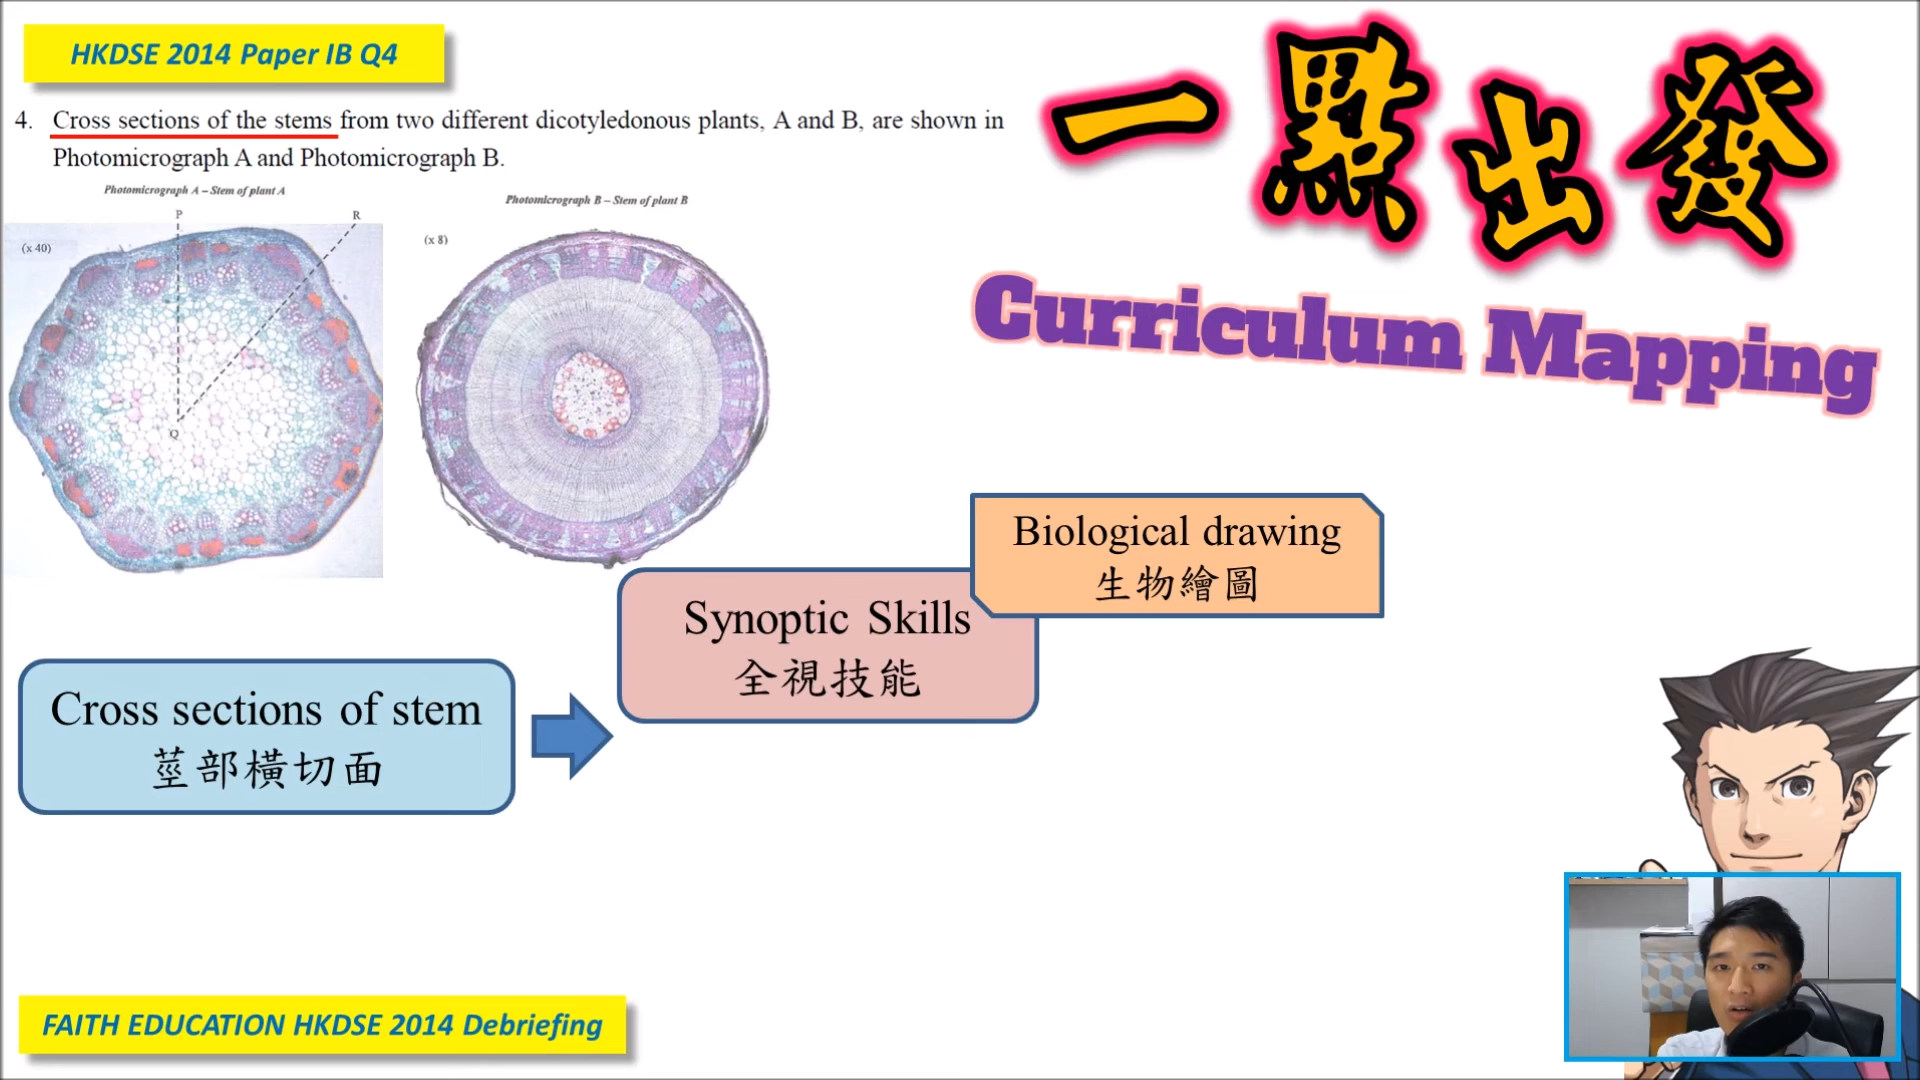 HKDSE 2014 Paper IB Q4
一點出發
Curriculum Mapping
4. Cross sections of the stems from two different dicotyledonous plants, A and B, are shown in
Photomicrograph A and Photomicrograph B.
Photomicrograph A – Stem of plant A
Photomicrograph B – Stem of plant B
P
R
(x 40)
(x 8)
Q
Biological drawing
生物繪圖
Synoptic Skills
全視技能
Cross sections of stem
莖部橫切面
FAITH EDUCATION HKDSE 2014 Debriefing